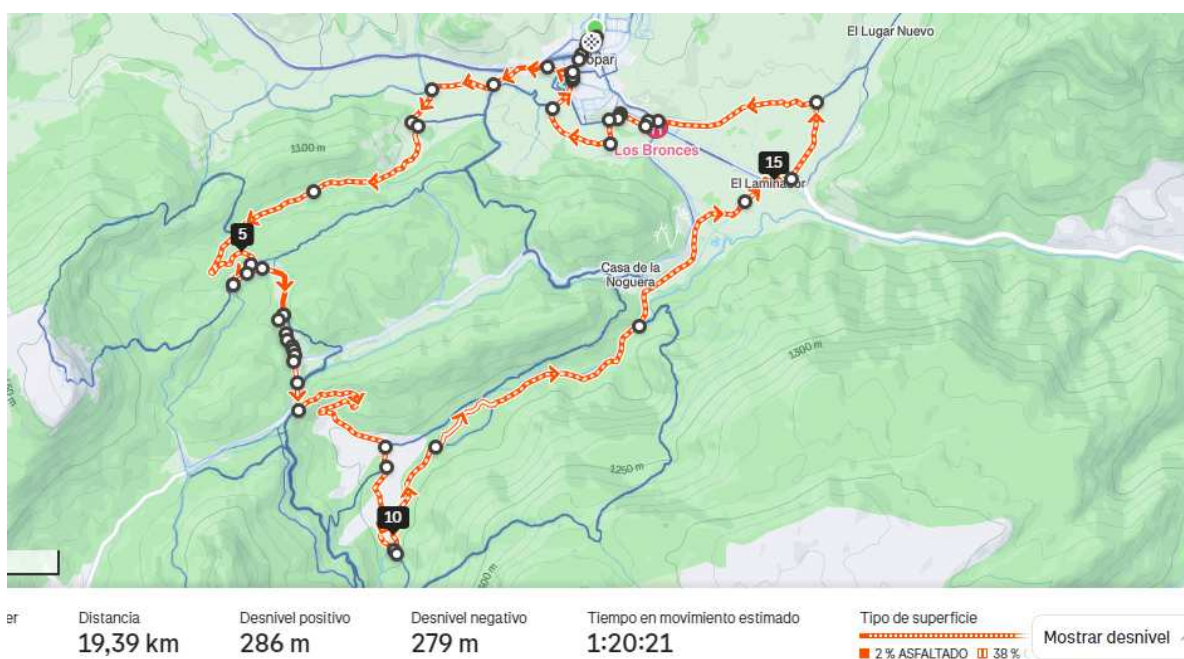 El Lugar Nuevo
opar
1300 m
Los Bronces
15
El Laminador
5
Casa de la
Noguera
1300 m
1250 m
10
er
Distancia
19,39 km
Desnivel positivo
286 m
Desnivel negativo
279 m
Tiempo en movimiento estimado
1:20:21
Tipo de superficie
2 % ASFALTADO 38 %
Mostrar desnivel